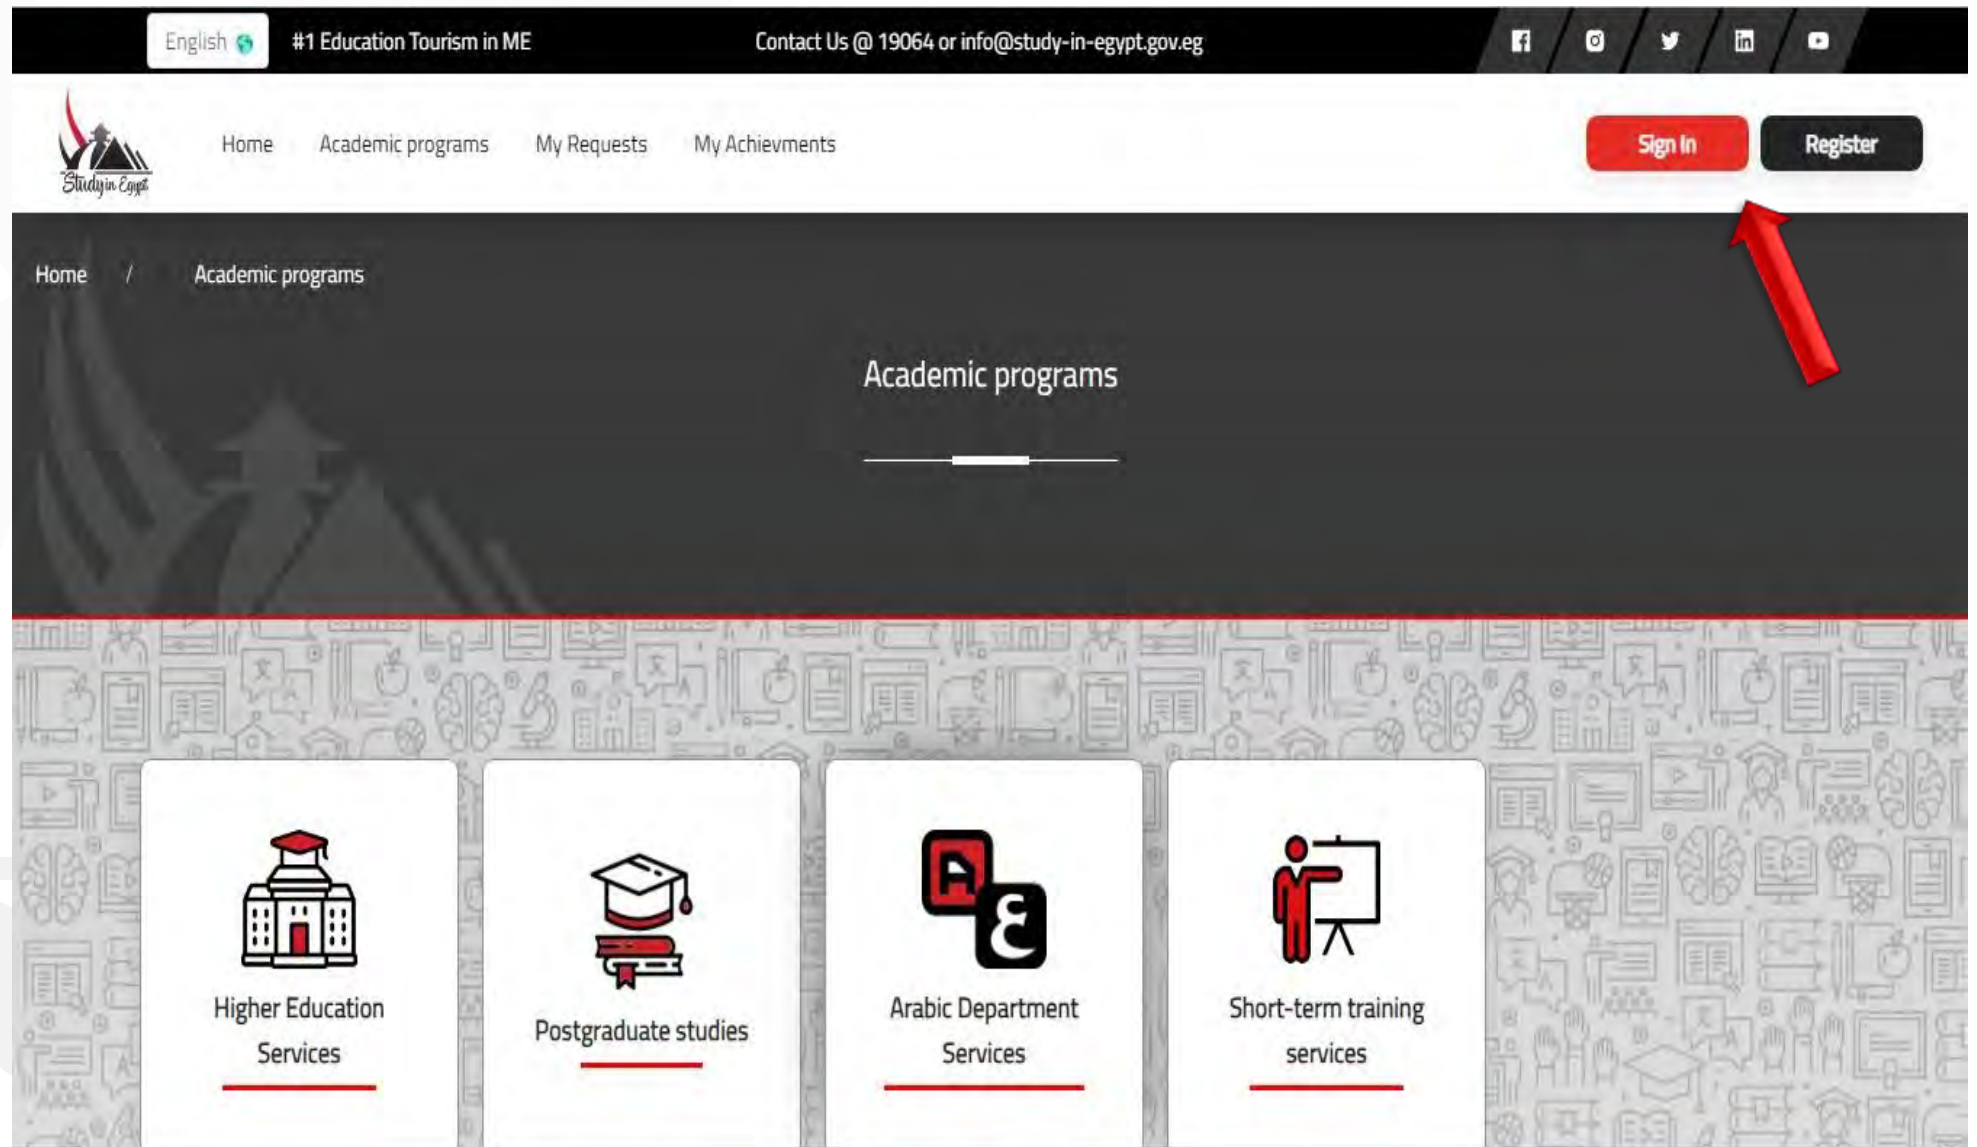 English
#1 Education Tourism in ME
Contact Us @ 19064 or info@study-in-egypt.gov.eg
Study in Egypt
Home
Academic programs
My Requests
My Achievments
Sign In
Register
Home / Academic programs
Academic programs
A
ع
Higher Education
Services
Postgraduate studies
Arabic Department
Services
Short-term training
services